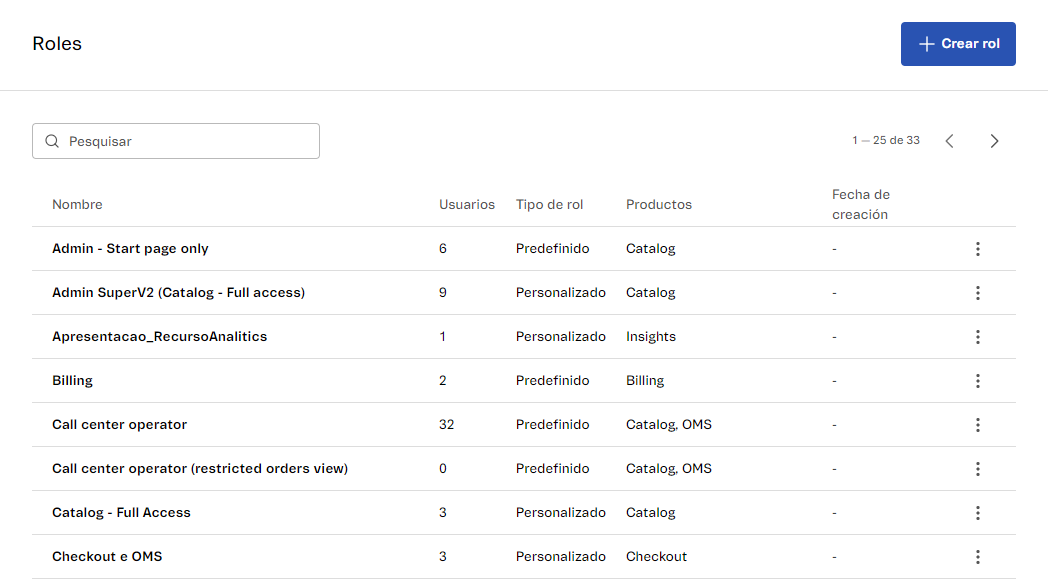 Roles
Crear rol
Pesquisar
1 — 25 de 33
Nombre Usuarios Tipo de rol Productos Fecha de
creación
Admin - Start page only 6 Predefinido Catalog -
Admin SuperV2 (Catalog - Full access) 9 Personalizado Catalog -
Apresentacao_RecursoAnalitics 1 Personalizado Insights -
Billing 2 Predefinido Billing -
Call center operator 32 Predefinido Catalog, OMS -
Call center operator (restricted orders view) 0 Predefinido Catalog, OMS -
Catalog - Full Access 3 Personalizado Catalog -
Checkout e OMS 3 Personalizado Checkout -